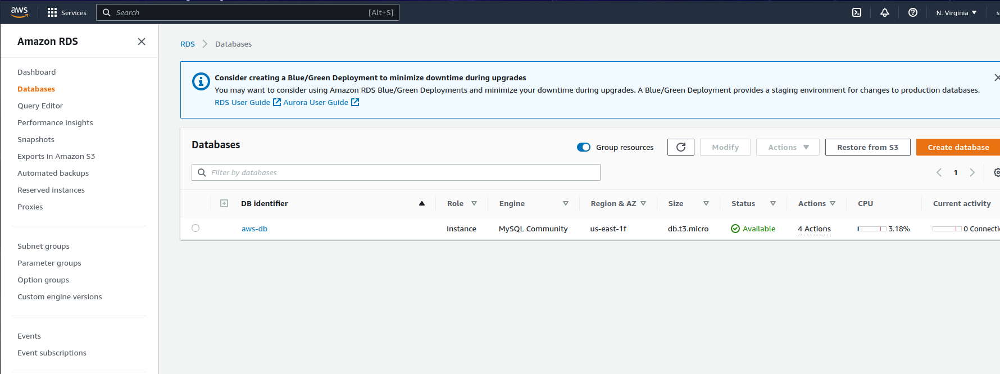 aws
Services
Search [Alt+S]
N. Virginia
Amazon RDS
Dashboard
Databases
Query Editor
Performance insights
Snapshots
Exports in Amazon S3
Automated backups
Reserved instances
Proxies
Subnet groups
Parameter groups
Option groups
Custom engine versions
Events
Event subscriptions
RDS Databases
Consider creating a Blue/Green Deployment to minimize downtime during upgrades
You may want to consider using Amazon RDS Blue/Green Deployments and minimize your downtime during upgrades. A Blue/Green Deployment provides a staging environment for changes to production databases.
RDS User Guide Aurora User Guide
Databases
Group resources Modify Actions Restore from S3 Create database
Filter by databases
1
DB identifier Role Engine Region & AZ Size Status Actions CPU Current activity
aws-db Instance MySQL Community us-east-1f db.t3.micro Available 4 Actions 3.18% 0 Connecti